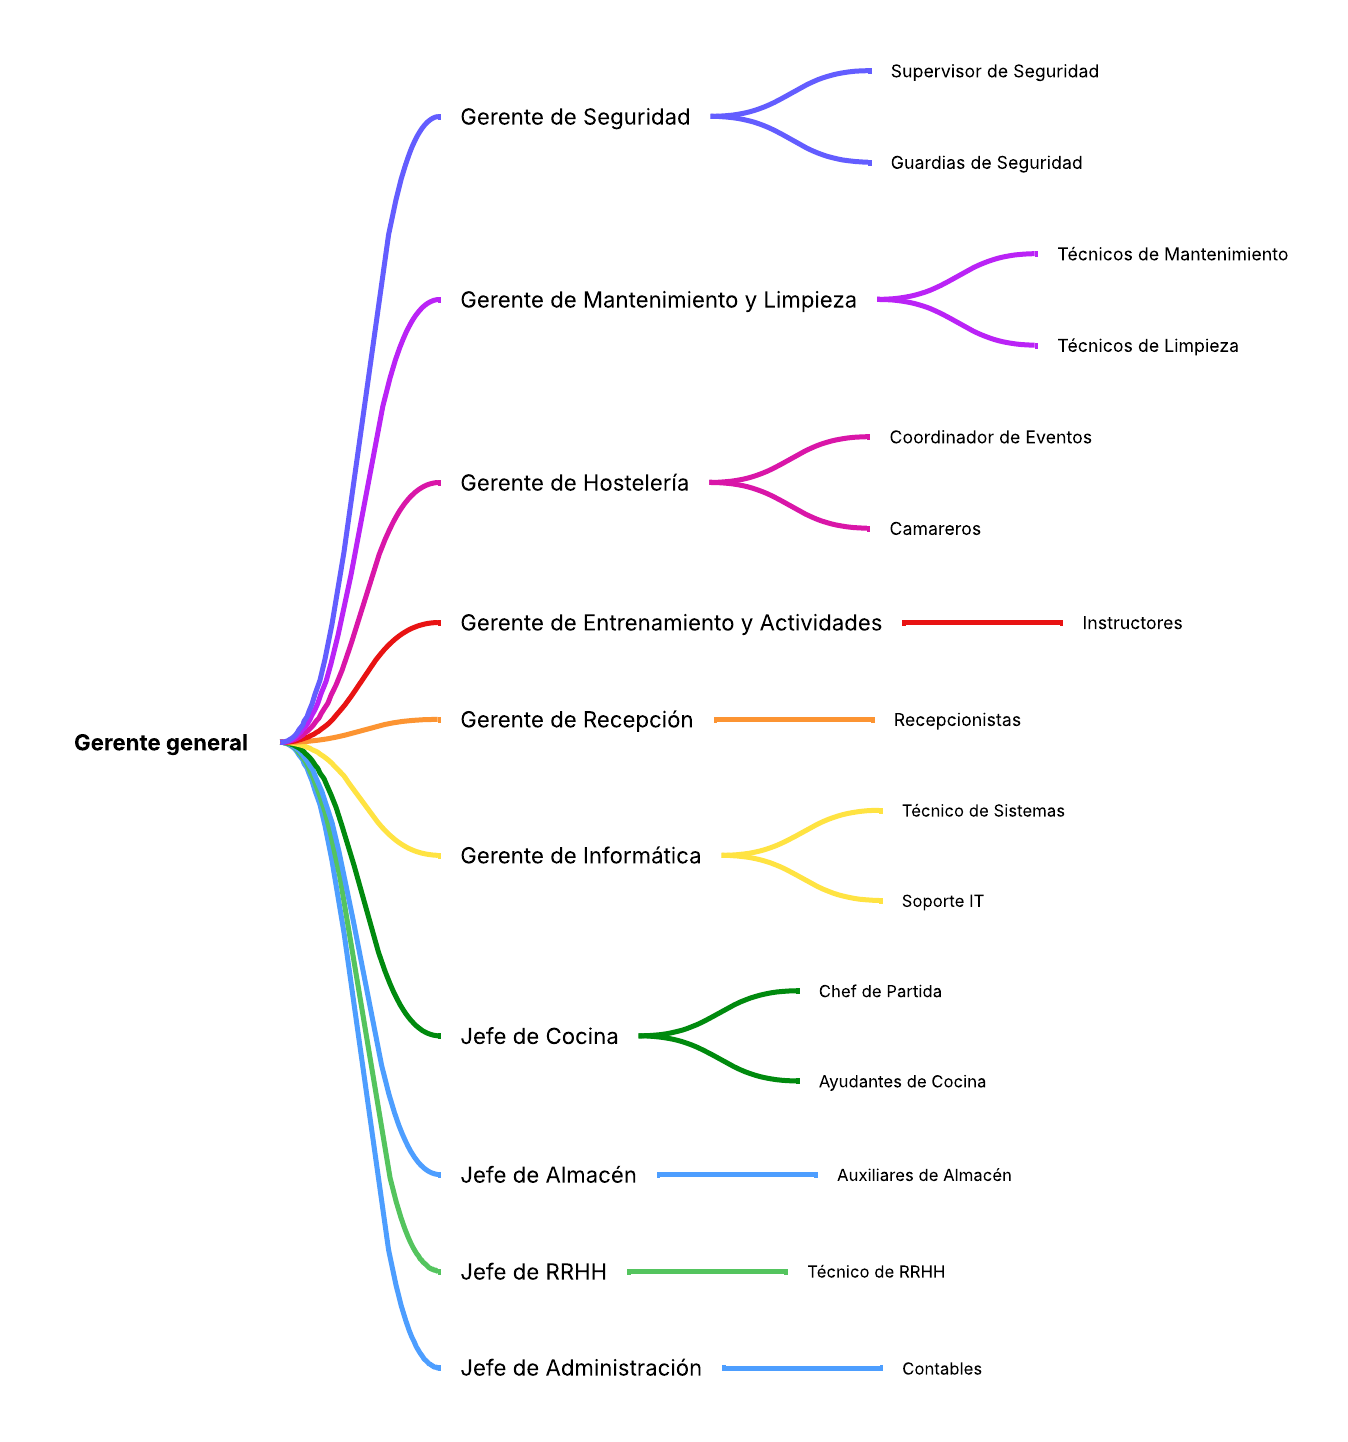 Gerente general
Gerente de Seguridad
Supervisor de Seguridad
Guardias de Seguridad
Gerente de Mantenimiento y Limpieza
Técnicos de Mantenimiento
Técnicos de Limpieza
Gerente de Hostelería
Coordinador de Eventos
Camareros
Gerente de Entrenamiento y Actividades
Instructores
Gerente de Recepción
Recepcionistas
Gerente de Informática
Técnico de Sistemas
Soporte IT
Jefe de Cocina
Chef de Partida
Ayudantes de Cocina
Jefe de Almacén
Auxiliares de Almacén
Jefe de RRHH
Técnico de RRHH
Jefe de Administración
Contables